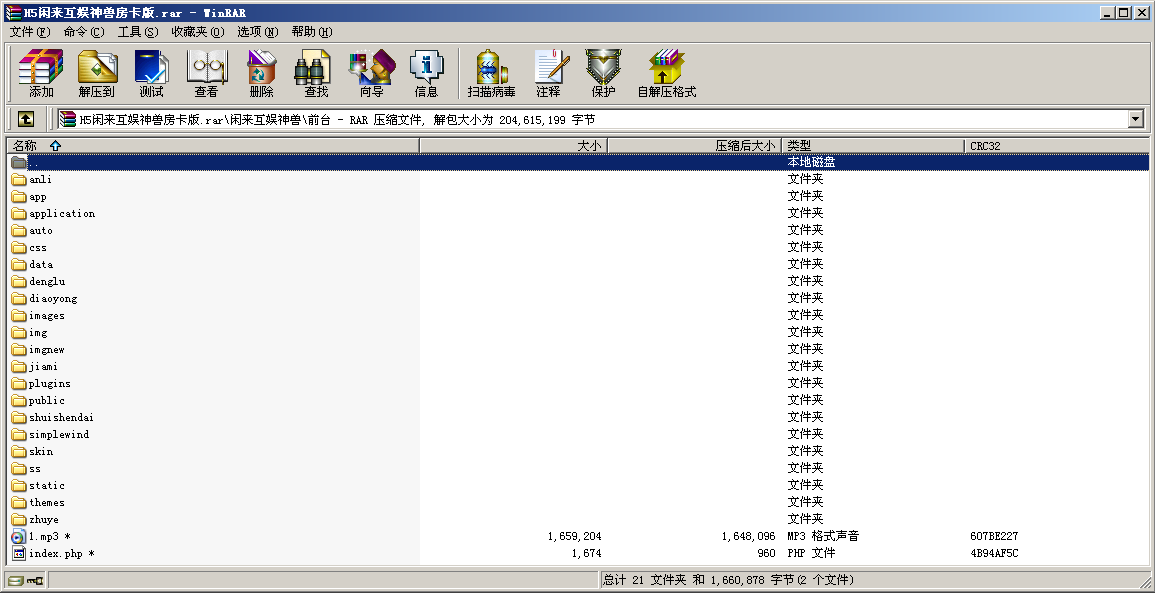 H5闲来互娱神兽房卡版.rar - WinRAR
文件(F) 命令(C) 工具(S) 收藏夹(O) 选项(N) 帮助(H)
添加 解压到 测试 查看 删除 查找 向导 信息 扫描病毒 注释 保护 自解压格式
H5闲来互娱神兽房卡版.rar\闲来互娱神兽\前台 - RAR 压缩文件, 解包大小为 204,615,199 字节
名称 大小 压缩后大小 类型 CRC32
.. 本地磁盘
anli 文件夹
app 文件夹
application 文件夹
auto 文件夹
css 文件夹
data 文件夹
denglu 文件夹
diaoyong 文件夹
images 文件夹
img 文件夹
imgnew 文件夹
jiami 文件夹
plugins 文件夹
public 文件夹
shuishendai 文件夹
simplewind 文件夹
skin 文件夹
ss 文件夹
static 文件夹
themes 文件夹
zhuye 文件夹
1.mp3 * 1,659,204 1,648,096 MP3 格式声音 607BE227
index.php * 1,674 960 PHP 文件 4B94AF5C
总计 21 文件夹 和 1,660,878 字节(2 个文件)